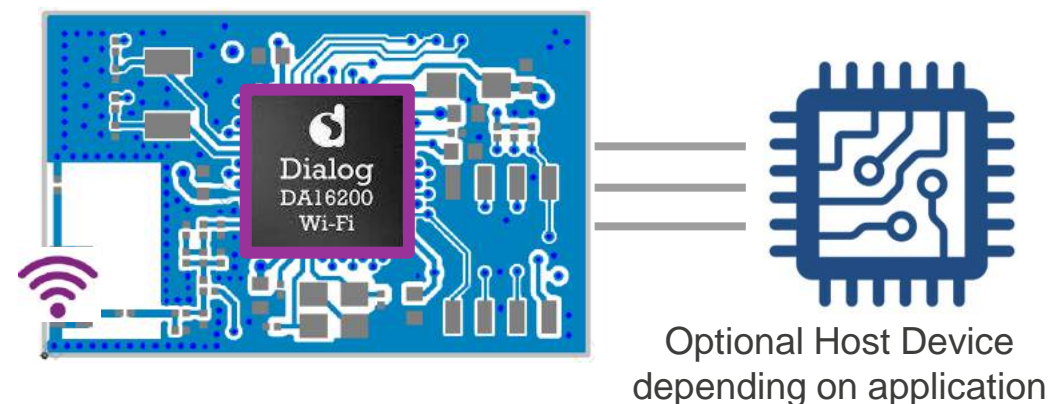 Dialog
DA16200
Wi-Fi
Optional Host Device
depending on application